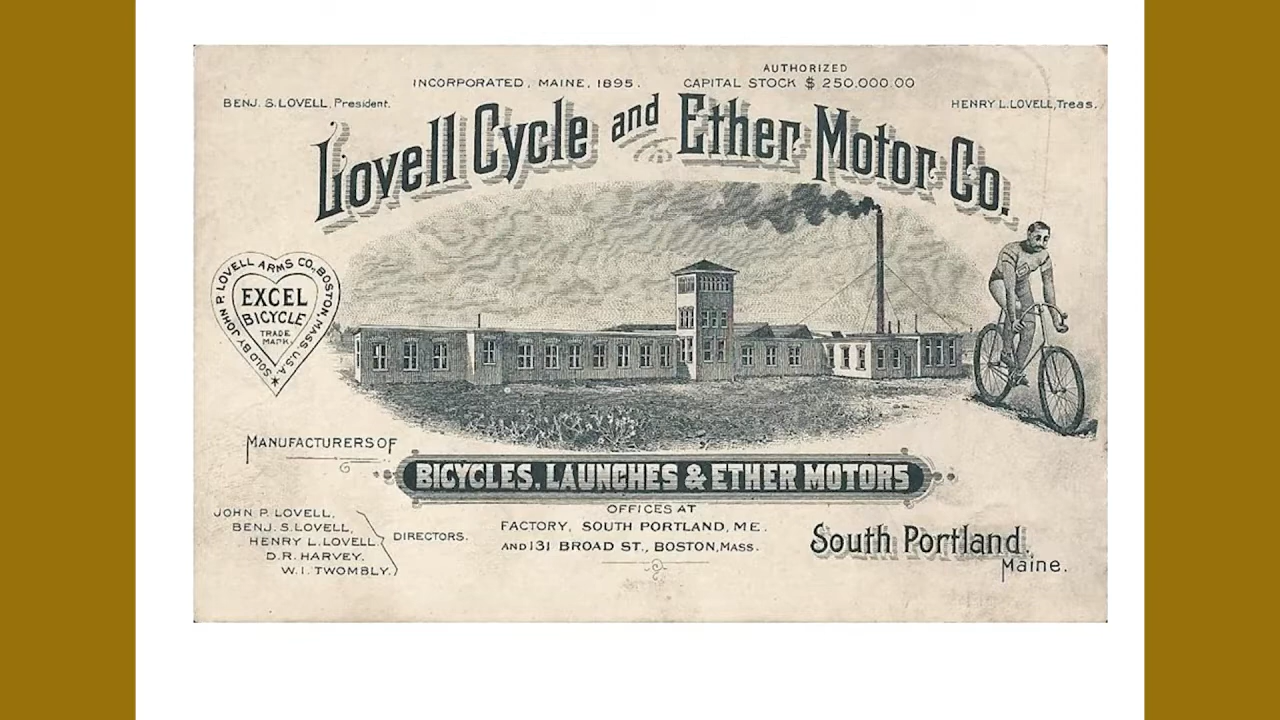 INCORPORATED, MAINE, 1895.
AUTHORIZED
CAPITAL STOCK $ 250.000.00
BENJ. S. LOVELL, President.
HENRY L. LOVELL, Treas.
Lovell Cycle and Ether Motor Co.
SOLD BY JOHN P. LOVELL ARMS CO., BOSTON, MASS. U.S.A.
EXCEL
BICYCLE
TRADE
MARK.
MANUFACTURERS OF
BICYCLES, LAUNCHES & ETHER MOTORS
JOHN P. LOVELL,
BENJ. S. LOVELL,
HENRY L. LOVELL,
D. R. HARVEY,
W. I. TWOMBLY.
DIRECTORS.
OFFICES AT
FACTORY, SOUTH PORTLAND, ME.
AND 131 BROAD ST., BOSTON, MASS.
South Portland,
Maine.